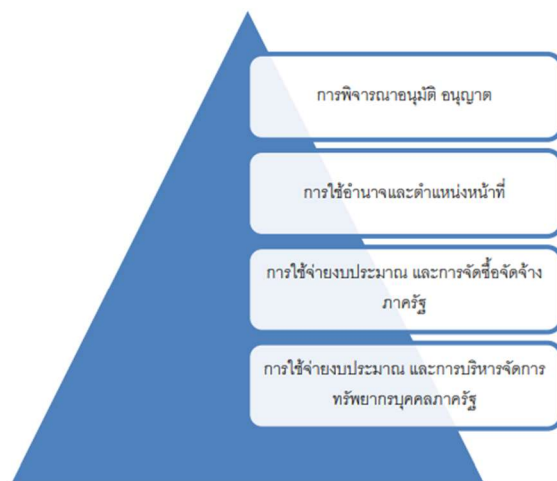 การพิจารณาอนุมัติ อนุญาต
การใช้อำนาจและตำแหน่งหน้าที่
การใช้จ่ายงบประมาณ และการจัดซื้อจัดจ้าง
ภาครัฐ
การใช้จ่ายงบประมาณ และการบริหารจัดการ
ทรัพยากรบุคคลภาครัฐ